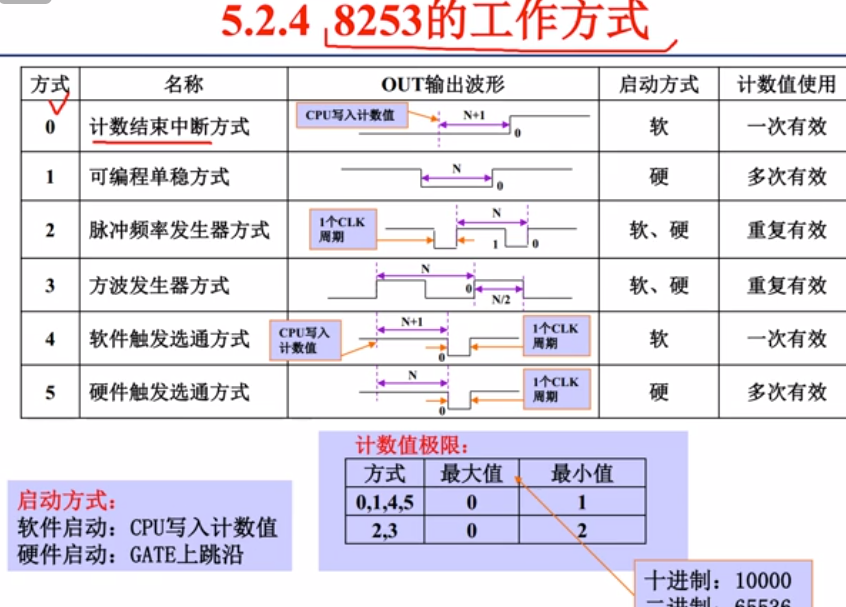 5.2.4 8253的工作方式
方式 名称 OUT输出波形 启动方式 计数值使用
0 计数结束中断方式 CPU写入计数值 N+1 0 软 一次有效
1 可编程单稳方式 N 0 硬 多次有效
2 脉冲频率发生器方式 1个CLK周期 N 1 0 软、硬 重复有效
3 方波发生器方式 N 0 N/2 软、硬 重复有效
4 软件触发选通方式 CPU写入计数值 N+1 0 1个CLK周期 软 一次有效
5 硬件触发选通方式 N 0 1个CLK周期 硬 多次有效
计数值极限：
方式 最大值 最小值
0,1,4,5 0 1
2,3 0 2
启动方式：
软件启动：CPU写入计数值
硬件启动：GATE上跳沿
十进制：10000
二进制：65536